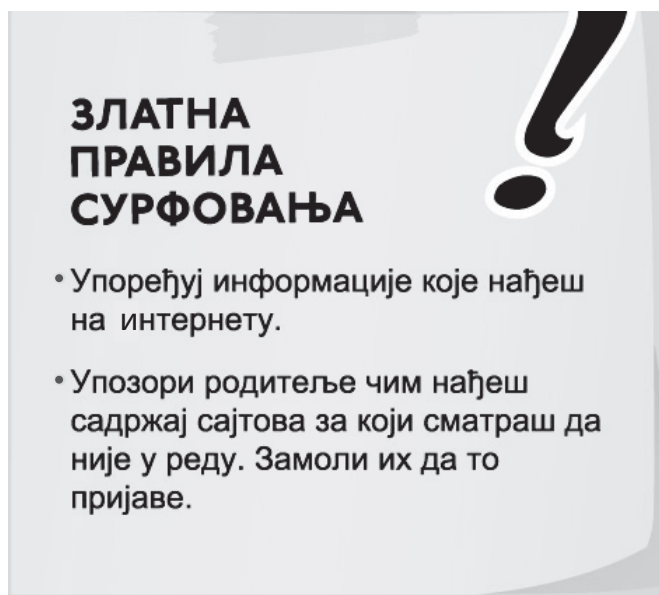 ЗЛАТНА
ПРАВИЛА
СУРФОВАЊА
• Упоређуј информације које нађеш
на интернету.
• Упозори родитеље чим нађеш
садржај сајтова за који сматраш да
није у реду. Замоли их да то
пријаве.